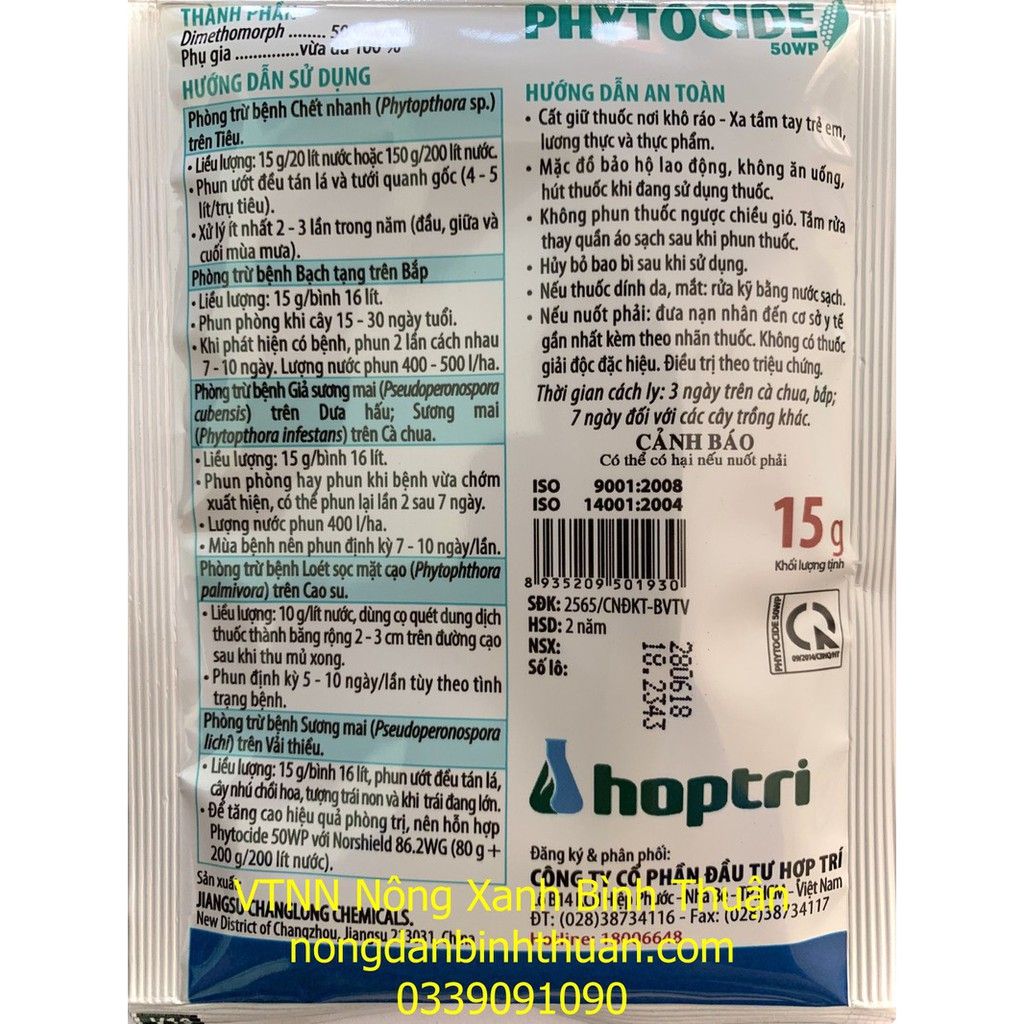 THÀNH PHẦN
Dimethomorph ........ 50
Phụ gia ..............vừa đủ 100 %
HƯỚNG DẪN SỬ DỤNG
Phòng trừ bệnh Chết nhanh (Phytopthora sp.)
trên Tiêu.
• Liều lượng: 15 g/20 lít nước hoặc 150 g/200 lít nước.
• Phun ướt đều tán lá và tưới quanh gốc (4 - 5
lít/trụ tiêu).
• Xử lý ít nhất 2 - 3 lần trong năm (đầu, giữa và
cuối mùa mưa).
Phòng trừ bệnh Bạch tạng trên Bắp
• Liều lượng: 15 g/bình 16 lít.
• Phun phòng khi cây 15 - 30 ngày tuổi.
• Khi phát hiện có bệnh, phun 2 lần cách nhau
7 - 10 ngày. Lượng nước phun 400 - 500 l/ha.
Phòng trừ bệnh Giả sương mai (Pseudoperonospora
cubensis) trên Dưa hấu; Sương mai
(Phytopthora infestans) trên Cà chua.
• Liều lượng: 15 g/bình 16 lít.
• Phun phòng hay phun khi bệnh vừa chớm
xuất hiện, có thể phun lại lần 2 sau 7 ngày.
• Lượng nước phun 400 l/ha.
• Mùa bệnh nên phun định kỳ 7 - 10 ngày/lần.
Phòng trừ bệnh Loét sọc mặt cạo (Phytophthora
palmivora) trên Cao su.
• Liều lượng: 10 g/lít nước, dùng cọ quét dung dịch
thuốc thành băng rộng 2 - 3 cm trên đường cạo
sau khi thu mủ xong.
• Phun định kỳ 5 - 10 ngày/lần tùy theo tình
trạng bệnh.
Phòng trừ bệnh Sương mai (Pseudoperonospora
lichi) trên Vải thiều.
• Liều lượng: 15 g/bình 16 lít, phun ướt đều tán lá,
cây nhú chồi hoa, tượng trái non và khi trái đang lớn.
• Để tăng cao hiệu quả phòng trị, nên hỗn hợp
Phytocide 50WP với Norshield 86.2WG (80 g +
200 g/200 lít nước).
Sản xuất
JIANGSU CHANGLONG CHEMICALS.
New District of Changzhou, Jiangsu 213031, China
PHYTOCIDE
50WP
HƯỚNG DẪN AN TOÀN
• Cất giữ thuốc nơi khô ráo - Xa tầm tay trẻ em,
lương thực và thực phẩm.
• Mặc đồ bảo hộ lao động, không ăn uống,
hút thuốc khi đang sử dụng thuốc.
• Không phun thuốc ngược chiều gió. Tắm rửa
thay quần áo sạch sau khi phun thuốc.
• Hủy bỏ bao bì sau khi sử dụng.
• Nếu thuốc dính da, mắt: rửa kỹ bằng nước sạch.
• Nếu nuốt phải: đưa nạn nhân đến cơ sở y tế
gần nhất kèm theo nhãn thuốc. Không có thuốc
giải độc đặc hiệu. Điều trị theo triệu chứng.
Thời gian cách ly: 3 ngày trên cà chua, bắp;
7 ngày đối với các cây trồng khác.
CẢNH BÁO
Có thể có hại nếu nuốt phải
ISO 9001:2008
ISO 14001:2004
8 935209 501930
SĐK: 2565/CNĐKT-BVTV
HSD: 2 năm
NSX:
Số lô:
280618
18.2343
15 g
Khối lượng tịnh
PHYTOCIDE 50WP
09/2014/CBHQ/HT
hoptri
Đăng ký & phân phối:
CÔNG TY CỔ PHẦN ĐẦU TƯ HỢP TRÍ
Lô B14 Hiệp Phước - Nhà Bè - TP.HCM - Việt Nam
ĐT: (028)38734116 - Fax: (028)38734117
Hotline: 18006648
VTNN Nông Xanh Bình Thuận
nongdanbinhthuan.com
0339091090